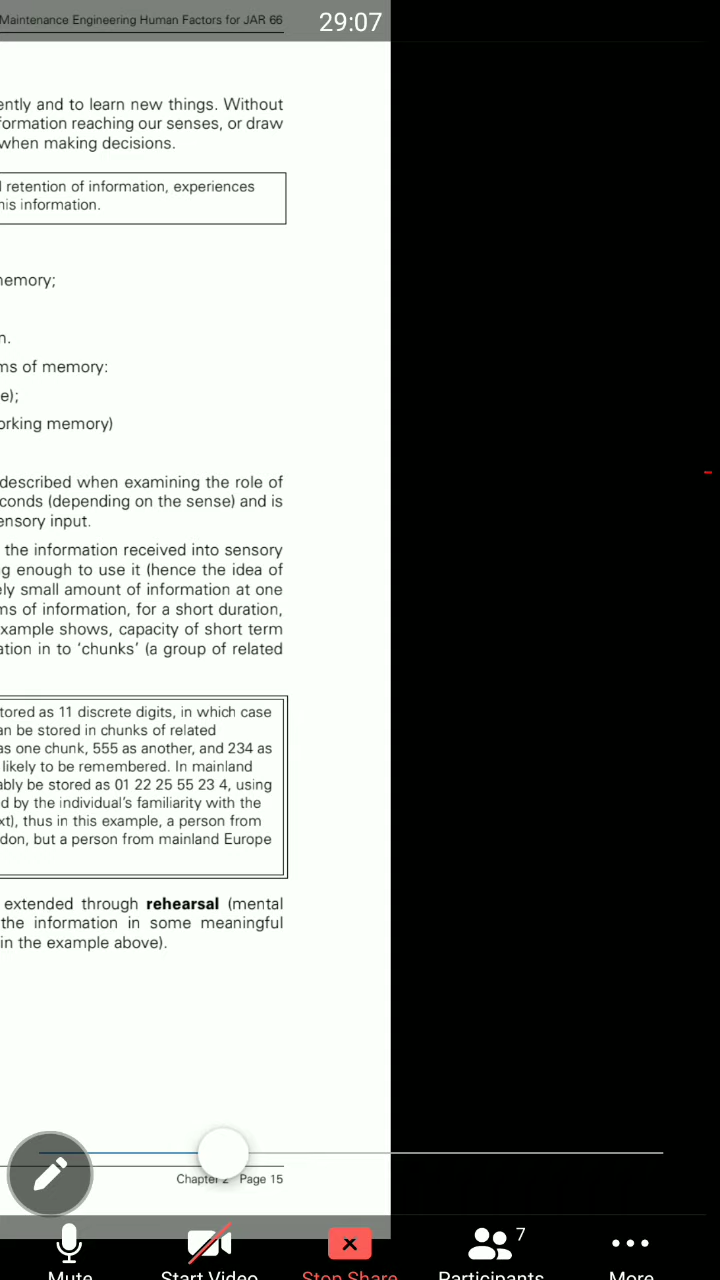 Maintenance Engineering Human Factors for JAR 66
29:07
ently and to learn new things. Without
formation reaching our senses, or draw
when making decisions.
retention of information, experiences
his information.
nemory;
n.
ms of memory:
e);
orking memory)
described when examining the role of
conds (depending on the sense) and is
ensory input.
the information received into sensory
g enough to use it (hence the idea of
ely small amount of information at one
ms of information, for a short duration,
xample shows, capacity of short term
ation in to ‘chunks’ (a group of related
tored as 11 discrete digits, in which case
an be stored in chunks of related
as one chunk, 555 as another, and 234 as
likely to be remembered. In mainland
ably be stored as 01 22 25 55 23 4, using
d by the individual’s familiarity with the
xt), thus in this example, a person from
don, but a person from mainland Europe
extended through rehearsal (mental
the information in some meaningful
in the example above).
Chapter 2 Page 15
7
Mute Start Video Stop Share Participants More